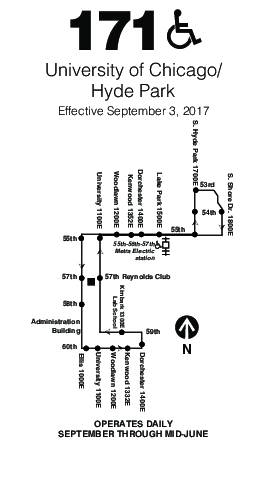 171
University of Chicago/
Hyde Park
Effective September 3, 2017
S. Hyde Park 1700E
S. Shore Dr. 1800E
53rd
54th
55th
University 1100E
Woodlawn 1200E
Kenwood 1352E
Dorchester 1400E
Lake Park 1500E
55th
55th-56th-57th
Metra Electric
station
57th
57th Reynolds Club
58th
Kimbark 1300E
Lab School
Administration
Building
59th
60th
Ellis 1000E
University 1100E
Woodlawn 1200E
Kenwood 1332E
Dorchester 1400E
N
OPERATES DAILY
SEPTEMBER THROUGH MID-JUNE